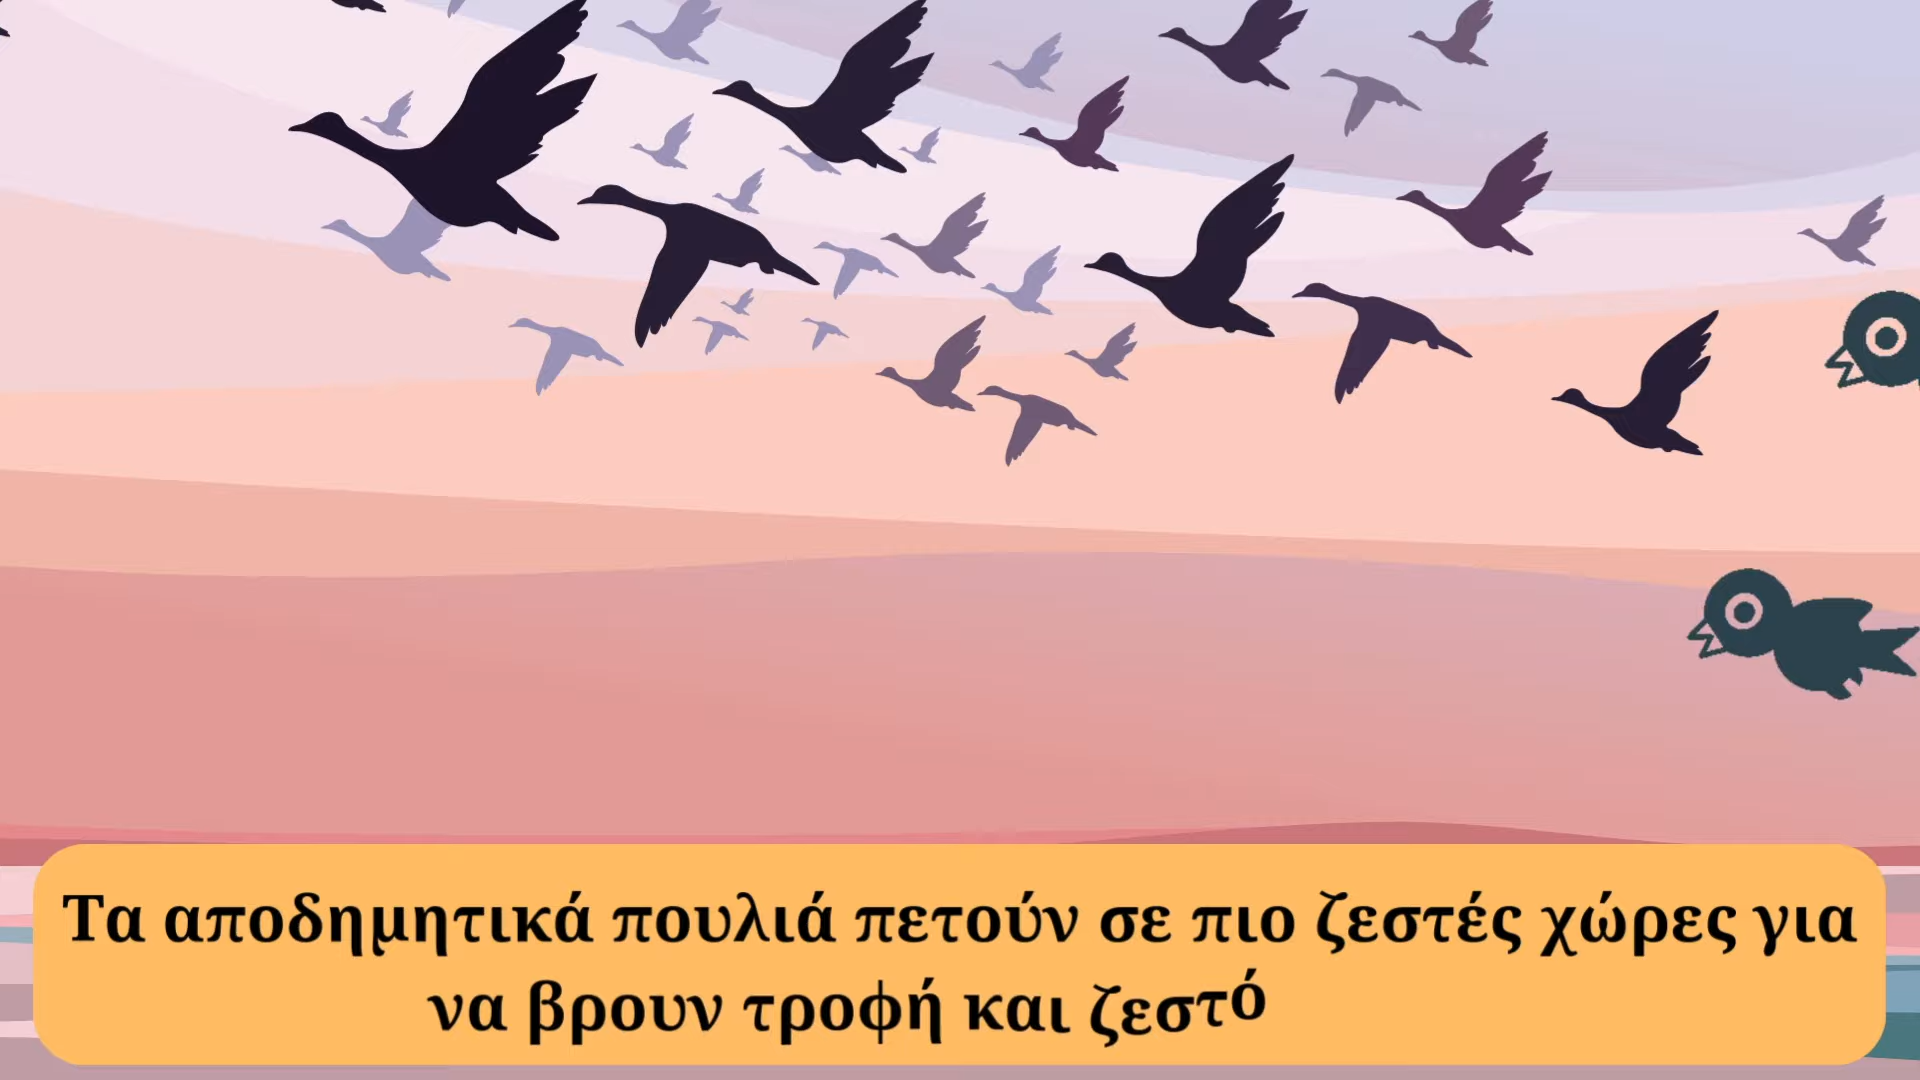 Τα αποδημητικά πουλιά πετούν σε πιο ζεστές χώρες για
να βρουν τροφή και ζεστό